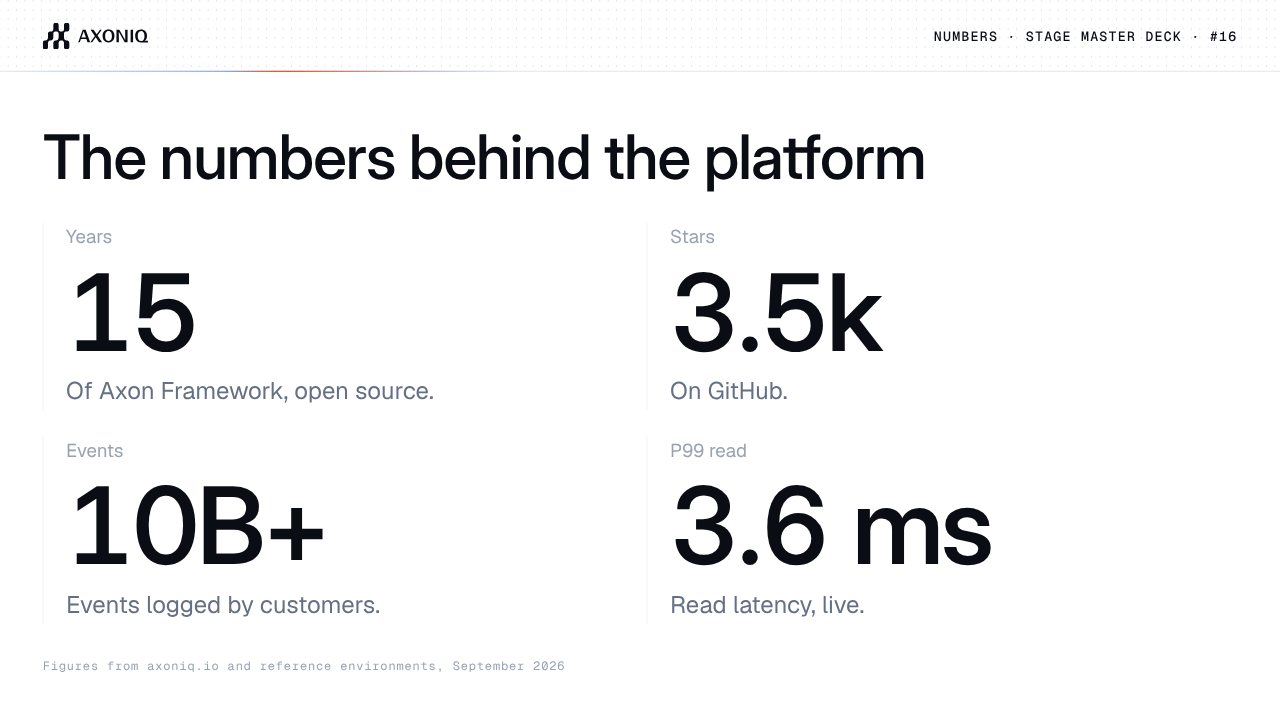 AXONIQ
NUMBERS · STAGE MASTER DECK · #16
The numbers behind the platform
Years
15
Of Axon Framework, open source.
Stars
3.5k
On GitHub.
Events
10B+
Events logged by customers.
P99 read
3.6 ms
Read latency, live.
Figures from axoniq.io and reference environments, September 2026